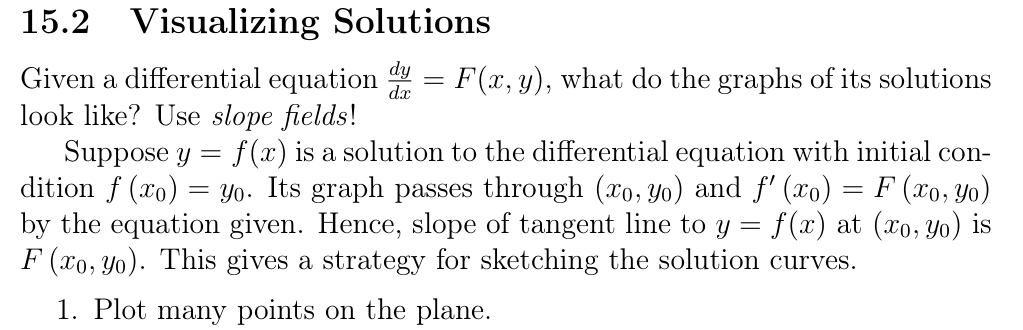 15.2 Visualizing Solutions
Given a differential equation dy/dx = F(x, y), what do the graphs of its solutions
look like? Use slope fields!
Suppose y = f(x) is a solution to the differential equation with initial con-
dition f (x₀) = y₀. Its graph passes through (x₀, y₀) and f′ (x₀) = F (x₀, y₀)
by the equation given. Hence, slope of tangent line to y = f(x) at (x₀, y₀) is
F (x₀, y₀). This gives a strategy for sketching the solution curves.
1. Plot many points on the plane.